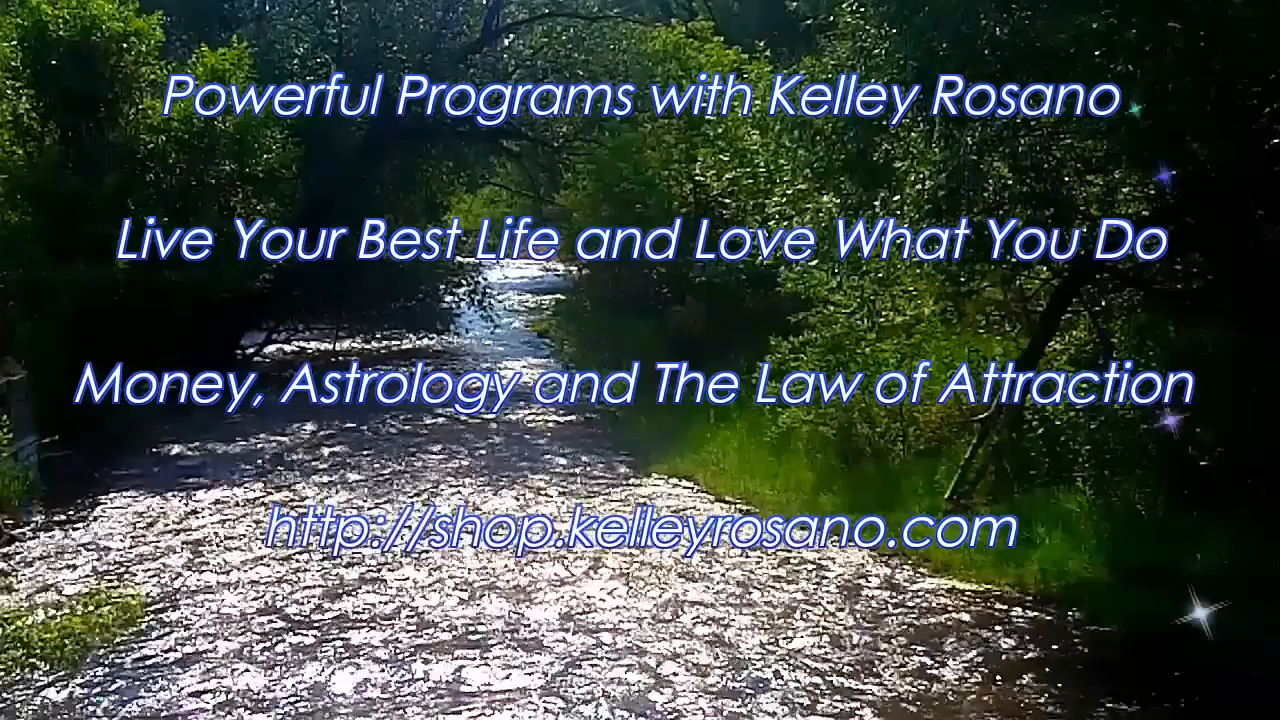 Powerful Programs with Kelley Rosano
Live Your Best Life and Love What You Do
Money, Astrology and The Law of Attraction
http://shop.kelleyrosano.com